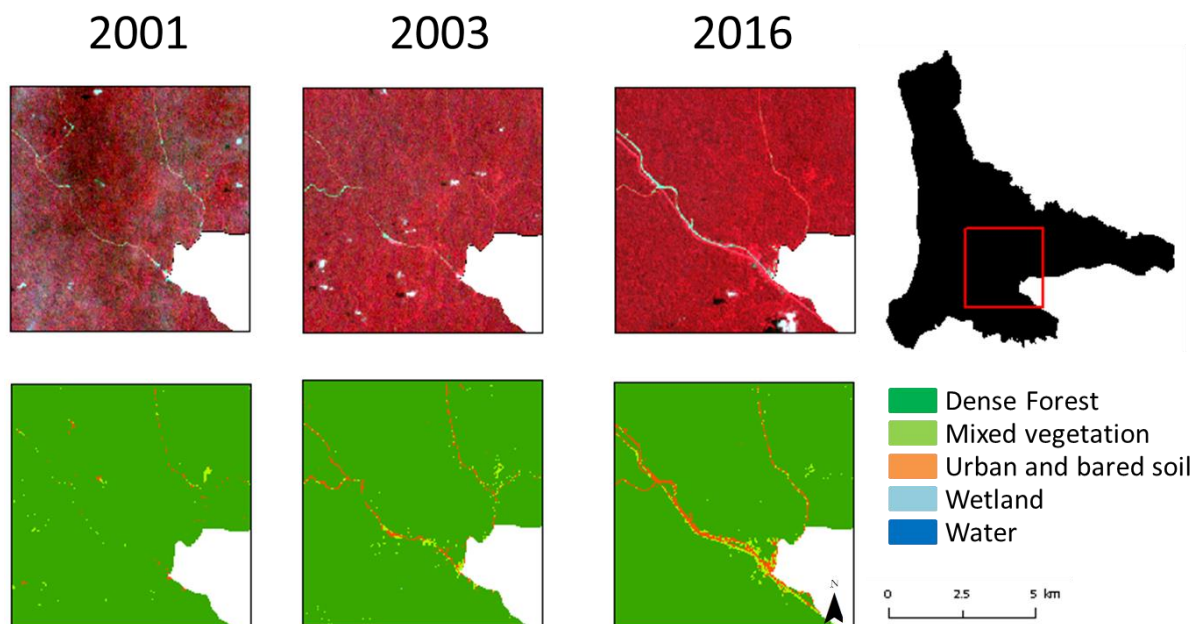 2001
2003
2016
Dense Forest
Mixed vegetation
Urban and bared soil
Wetland
Water
N
0 2.5 5 km